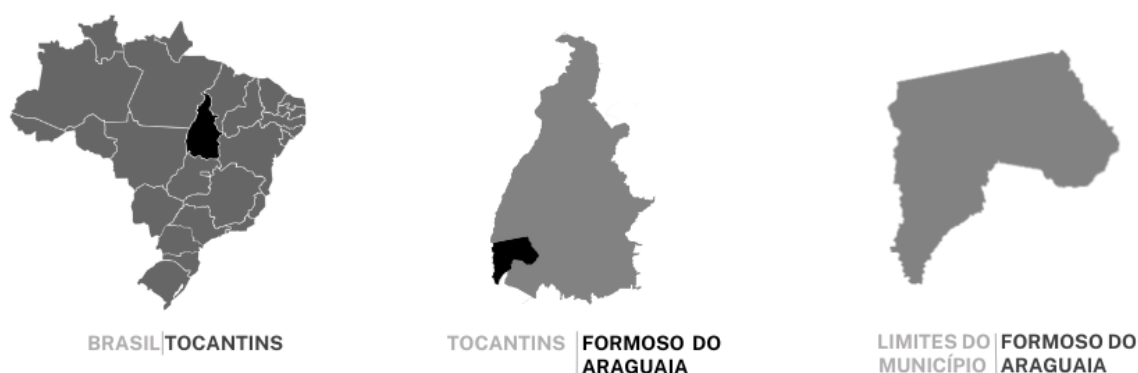 BRASIL|TOCANTINS
TOCANTINS | FORMOSO DO
ARAGUAIA
LIMITES DO | FORMOSO DO
MUNICÍPIO | ARAGUAIA